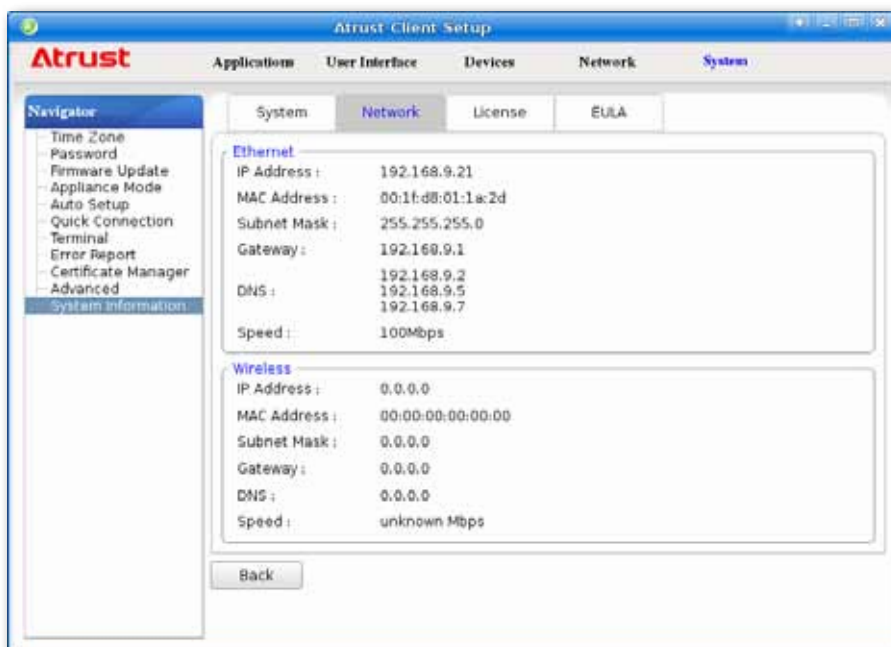 Atrust Client Setup
Atrust
Applications User Interface Devices Network System
Navigator
Time Zone
Password
Firmware Update
Appliance Mode
Auto Setup
Quick Connection
Terminal
Error Report
Certificate Manager
Advanced
System Information
System Network License EULA
Ethernet
IP Address : 192.168.9.21
MAC Address : 00:1f:d8:01:1a:2d
Subnet Mask : 255.255.255.0
Gateway : 192.168.9.1
DNS : 192.168.9.2
192.168.9.5
192.168.9.7
Speed : 100Mbps
Wireless
IP Address : 0.0.0.0
MAC Address : 00:00:00:00:00:00
Subnet Mask : 0.0.0.0
Gateway : 0.0.0.0
DNS : 0.0.0.0
Speed : unknown Mbps
Back